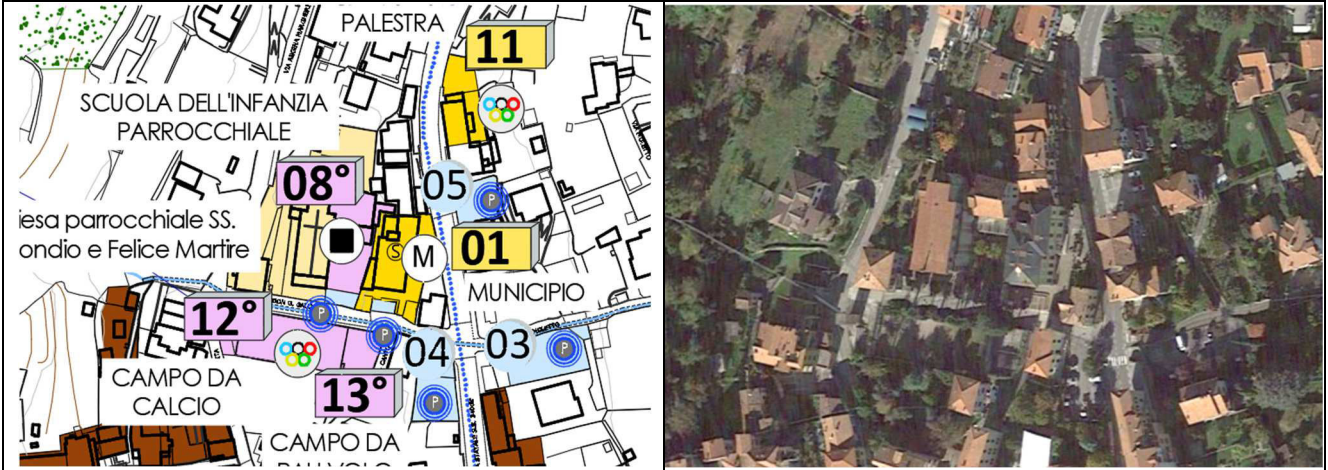 PALESTRA
11
SCUOLA DELL'INFANZIA
PARROCCHIALE
08°
05
P
iesa parrocchiale SS.
ondio e Felice Martire
S
M
01
MUNICIPIO
12°
P
P
04
03
P
CAMPO DA
CALCIO
13°
P
CAMPO DA